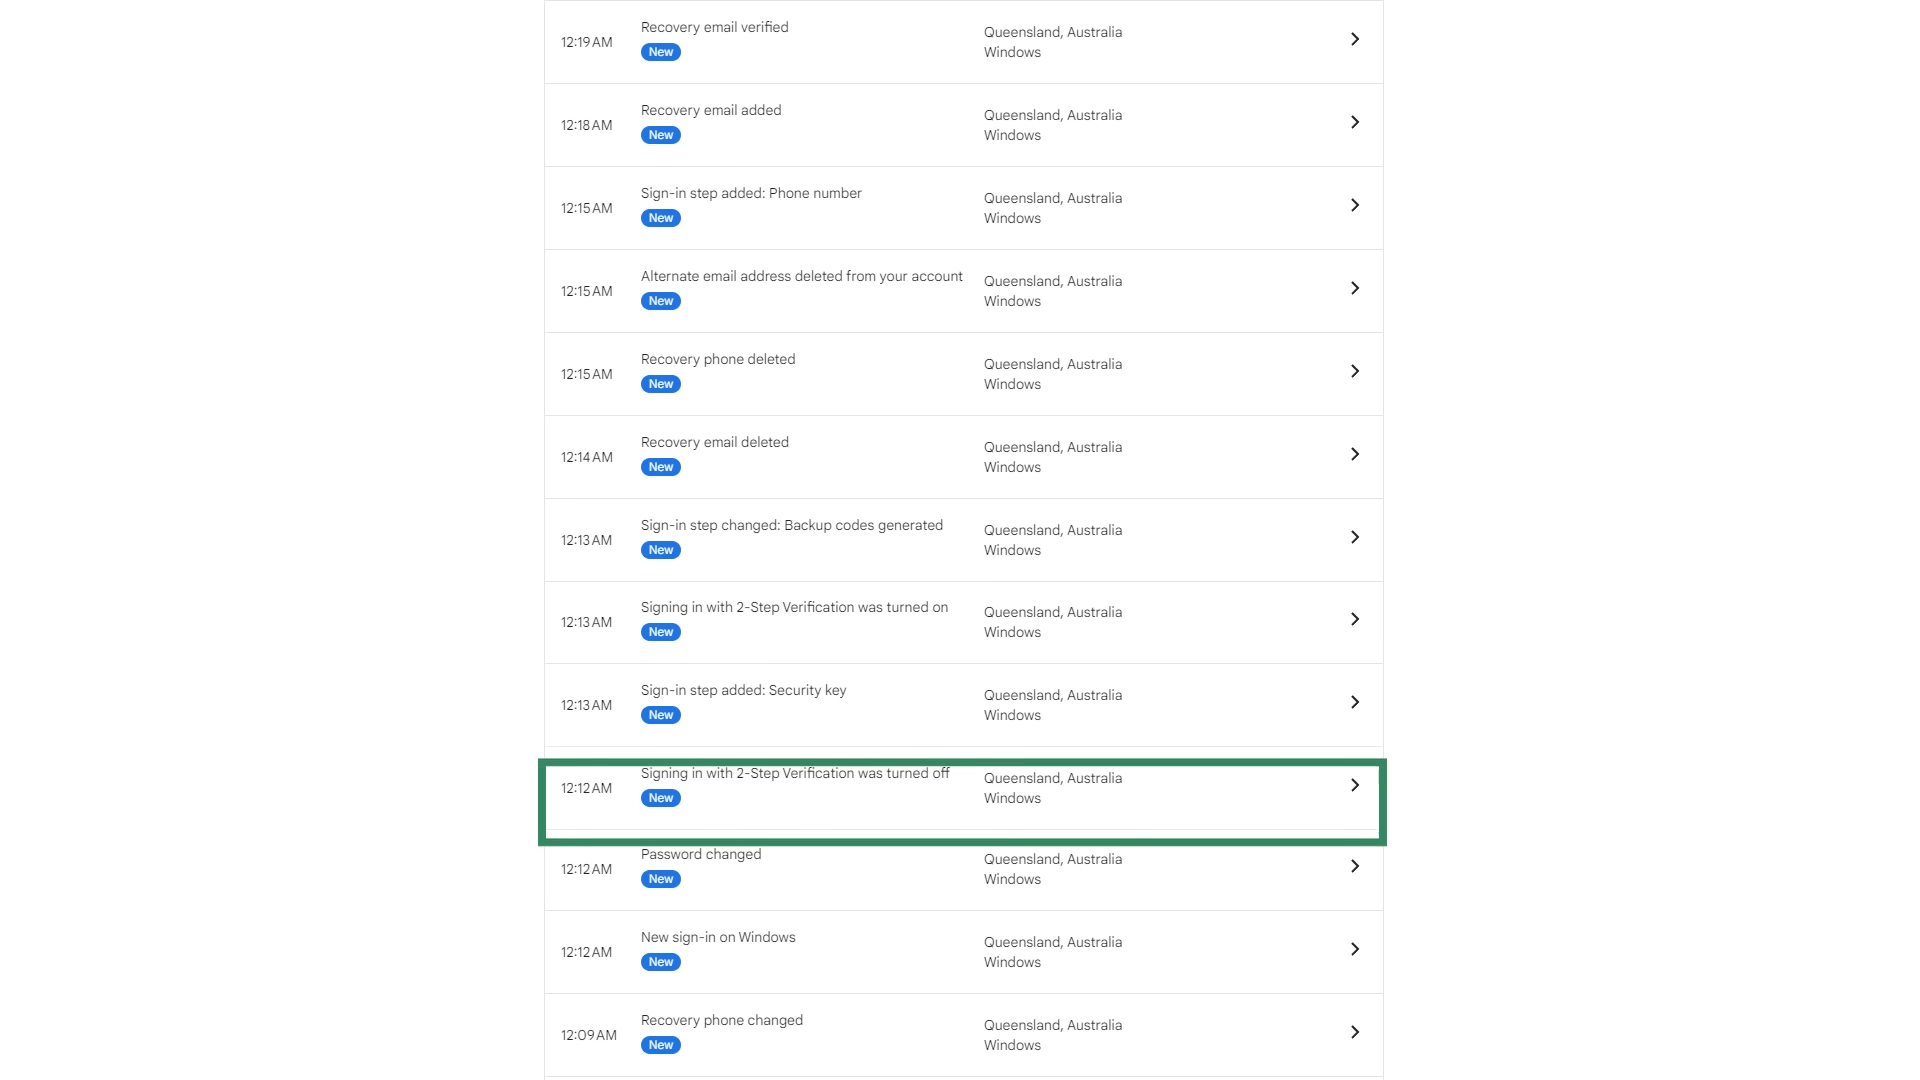 Recovery email verified
12:19 AM
New
Queensland, Australia
Windows
Recovery email added
12:18 AM
New
Queensland, Australia
Windows
Sign-in step added: Phone number
12:15 AM
New
Queensland, Australia
Windows
Alternate email address deleted from your account
12:15 AM
New
Queensland, Australia
Windows
Recovery phone deleted
12:15 AM
New
Queensland, Australia
Windows
Recovery email deleted
12:14 AM
New
Queensland, Australia
Windows
Sign-in step changed: Backup codes generated
12:13 AM
New
Queensland, Australia
Windows
Signing in with 2-Step Verification was turned on
12:13 AM
New
Queensland, Australia
Windows
Sign-in step added: Security key
12:13 AM
New
Queensland, Australia
Windows
Signing in with 2-Step Verification was turned off
12:12 AM
New
Queensland, Australia
Windows
Password changed
12:12 AM
New
Queensland, Australia
Windows
New sign-in on Windows
12:12 AM
New
Queensland, Australia
Windows
Recovery phone changed
12:09 AM
New
Queensland, Australia
Windows